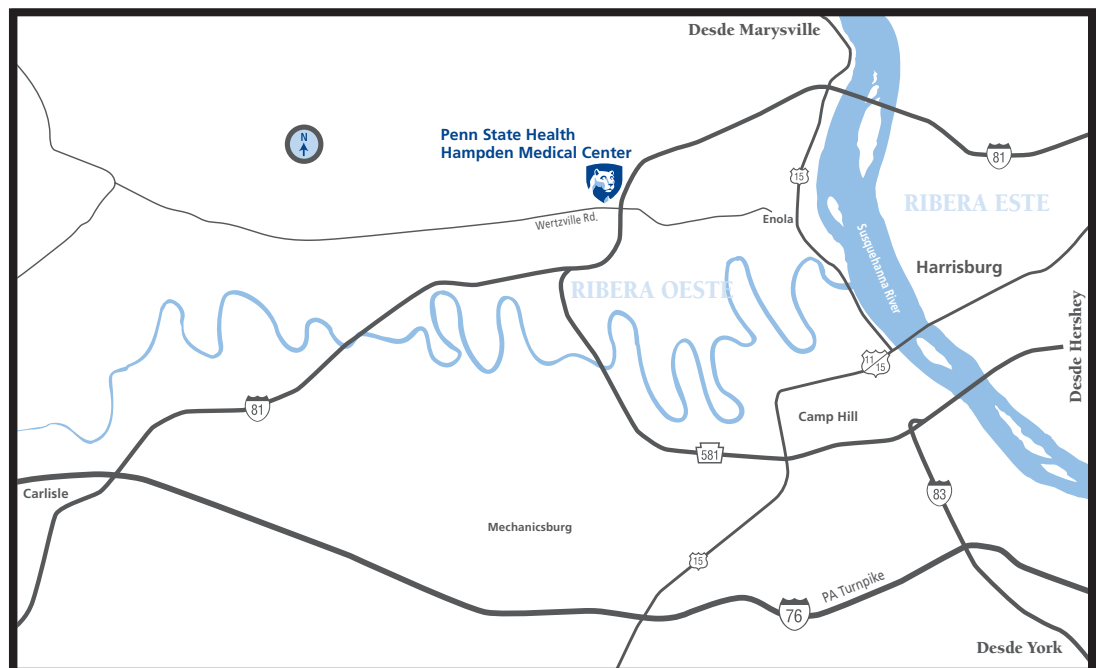 Desde Marysville
N
Penn State Health
Hampden Medical Center
81
15
RIBERA ESTE
Wertzville Rd.
Enola
Susquehanna River
Harrisburg
RIBERA OESTE
Desde Hershey
11
15
81
Camp Hill
581
Carlisle
83
Mechanicsburg
15
PA Turnpike
76
Desde York